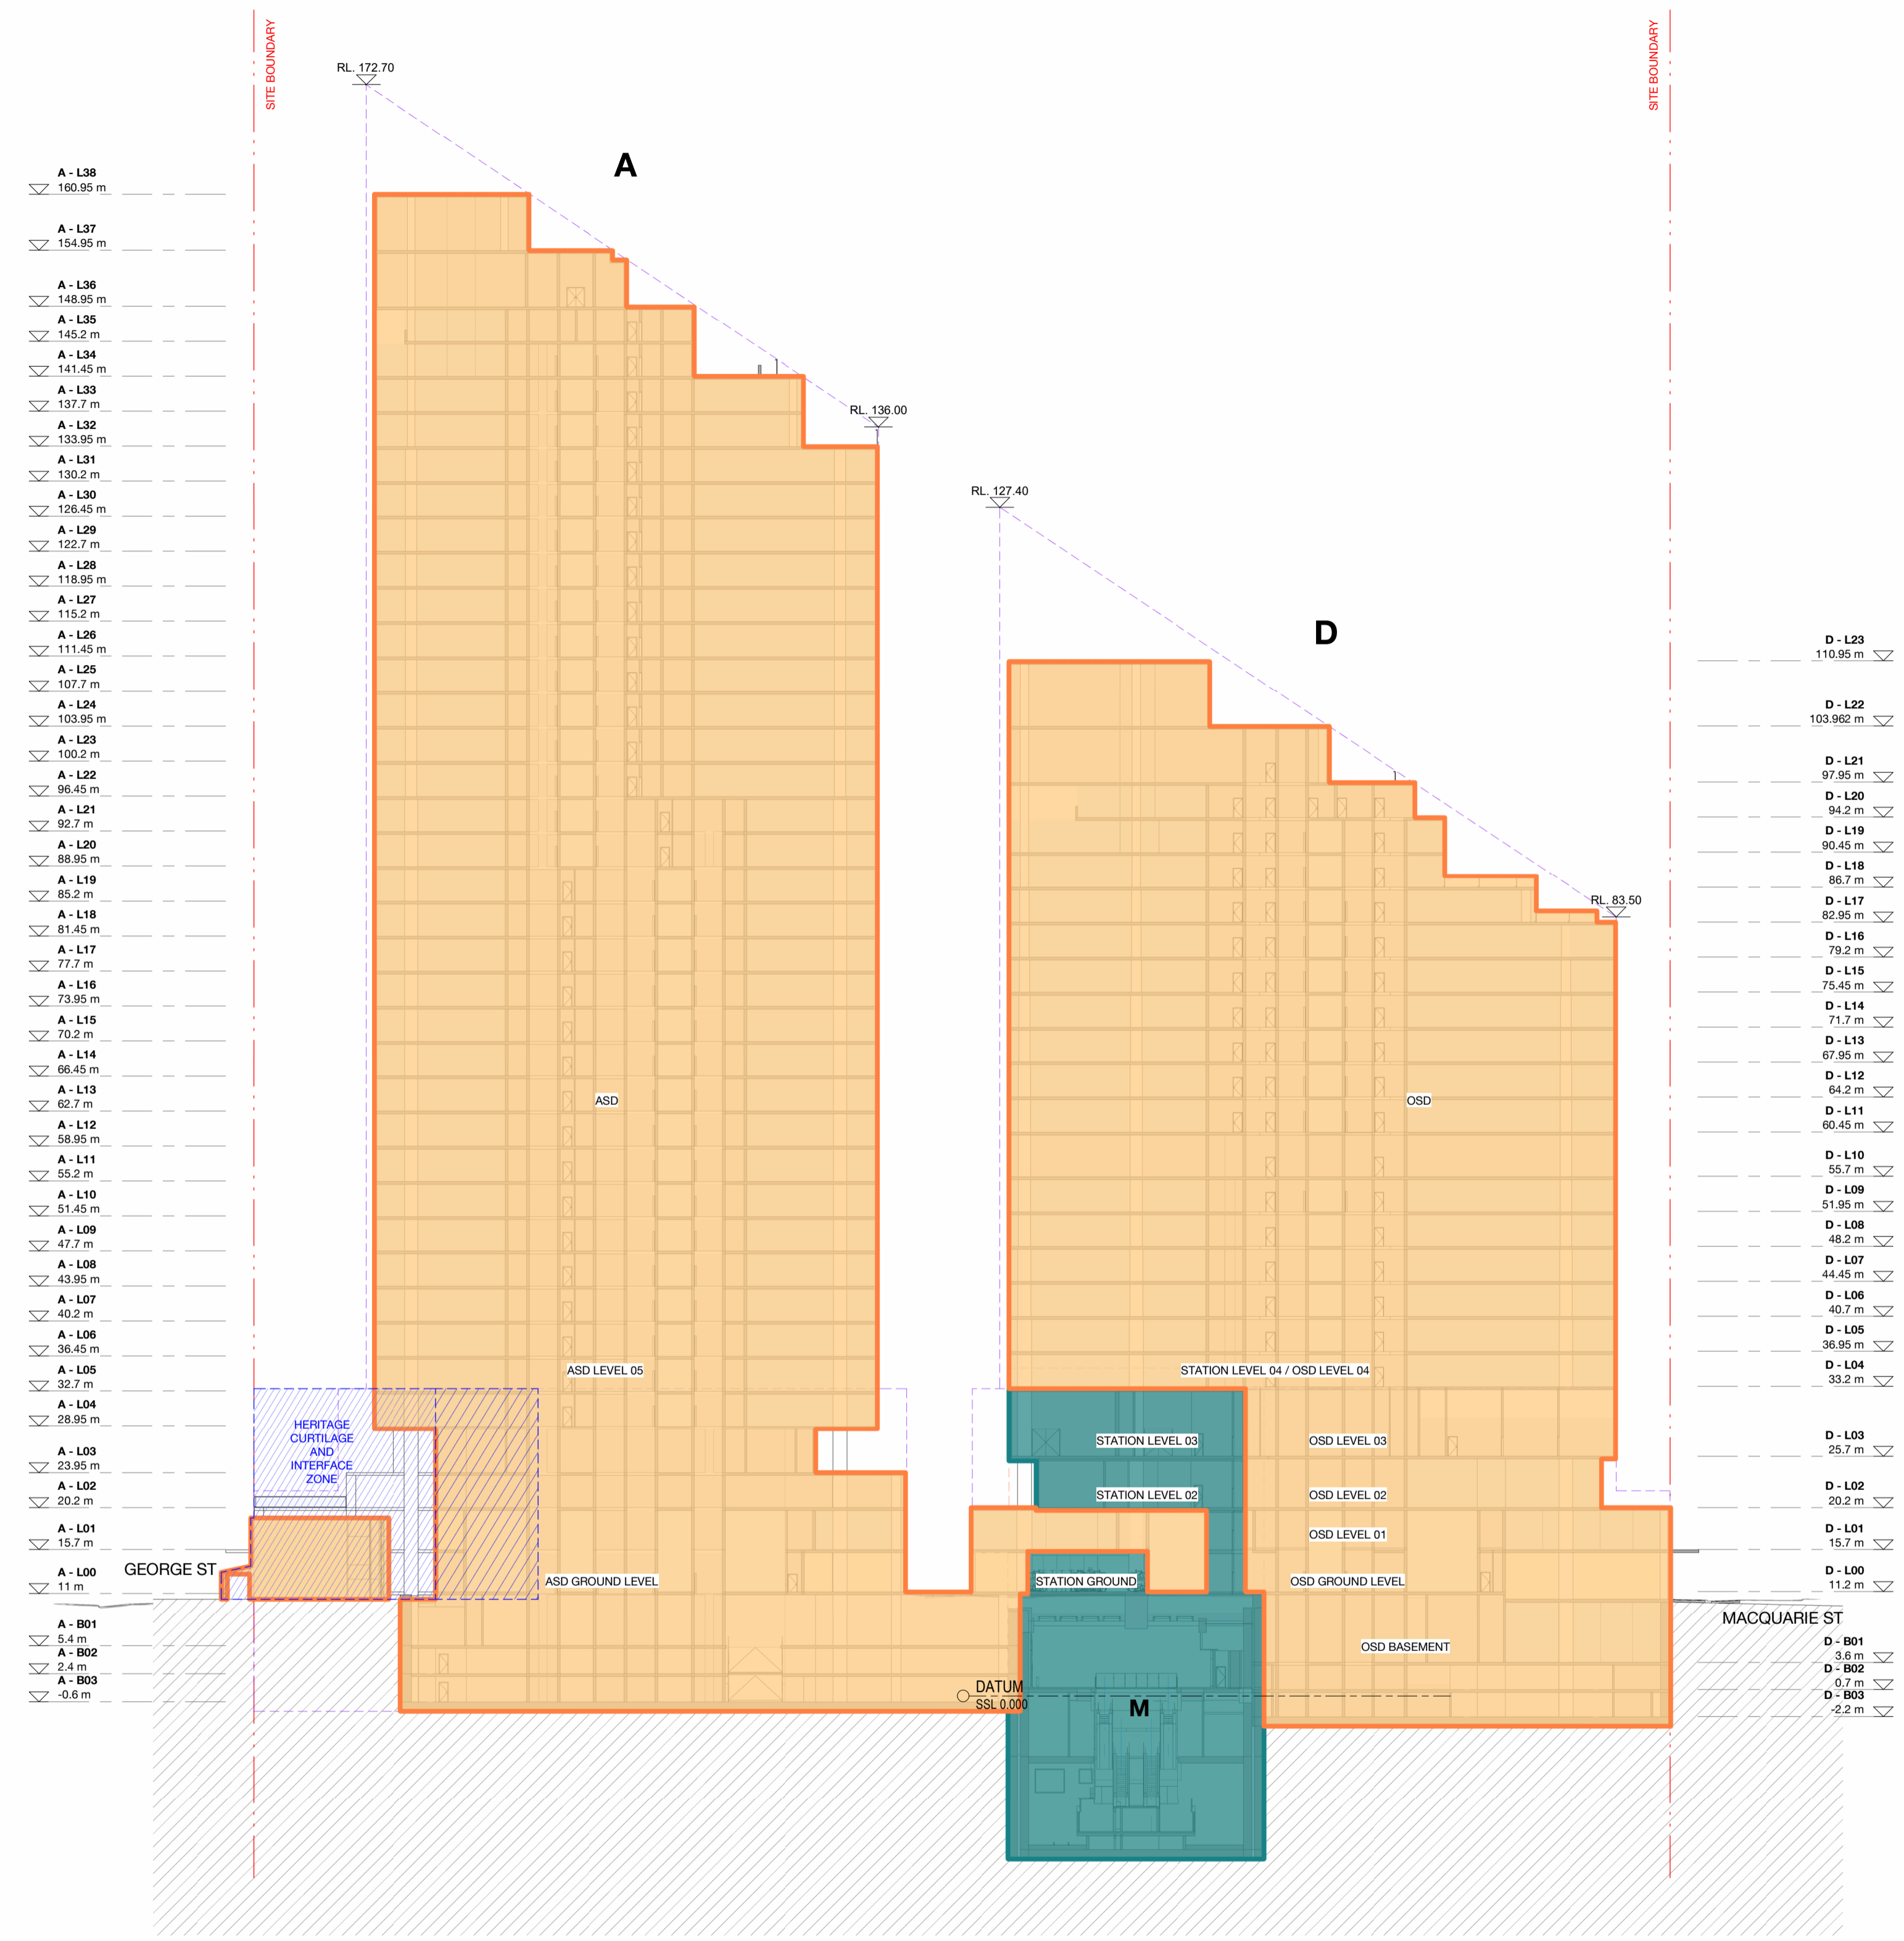 SITE BOUNDARY
SITE BOUNDARY
RL. 172.70
A
RL. 136.00
RL. 127.40
D
RL. 83.50
A - L38
160.95 m
A - L37
154.95 m
A - L36
148.95 m
A - L35
145.2 m
A - L34
141.45 m
A - L33
137.7 m
A - L32
133.95 m
A - L31
130.2 m
A - L30
126.45 m
A - L29
122.7 m
A - L28
118.95 m
A - L27
115.2 m
A - L26
111.45 m
A - L25
107.7 m
A - L24
103.95 m
A - L23
100.2 m
A - L22
96.45 m
A - L21
92.7 m
A - L20
88.95 m
A - L19
85.2 m
A - L18
81.45 m
A - L17
77.7 m
A - L16
73.95 m
A - L15
70.2 m
A - L14
66.45 m
A - L13
62.7 m
A - L12
58.95 m
A - L11
55.2 m
A - L10
51.45 m
A - L09
47.7 m
A - L08
43.95 m
A - L07
40.2 m
A - L06
36.45 m
A - L05
32.7 m
A - L04
28.95 m
A - L03
23.95 m
A - L02
20.2 m
A - L01
15.7 m
A - L00
11 m
A - B01
5.4 m
A - B02
2.4 m
A - B03
-0.6 m
GEORGE ST
HERITAGE
CURTILAGE
AND
INTERFACE
ZONE
ASD
ASD LEVEL 05
ASD GROUND LEVEL
OSD
STATION LEVEL 04 / OSD LEVEL 04
STATION LEVEL 03
OSD LEVEL 03
STATION LEVEL 02
OSD LEVEL 02
OSD LEVEL 01
STATION GROUND
OSD GROUND LEVEL
OSD BASEMENT
DATUM
SSL 0.000
M
MACQUARIE ST
D - L23
110.95 m
D - L22
103.962 m
D - L21
97.95 m
D - L20
94.2 m
D - L19
90.45 m
D - L18
86.7 m
D - L17
82.95 m
D - L16
79.2 m
D - L15
75.45 m
D - L14
71.7 m
D - L13
67.95 m
D - L12
64.2 m
D - L11
60.45 m
D - L10
55.7 m
D - L09
51.95 m
D - L08
48.2 m
D - L07
44.45 m
D - L06
40.7 m
D - L05
36.95 m
D - L04
33.2 m
D - L03
25.7 m
D - L02
20.2 m
D - L01
15.7 m
D - L00
11.2 m
D - B01
3.6 m
D - B02
0.7 m
D - B03
-2.2 m